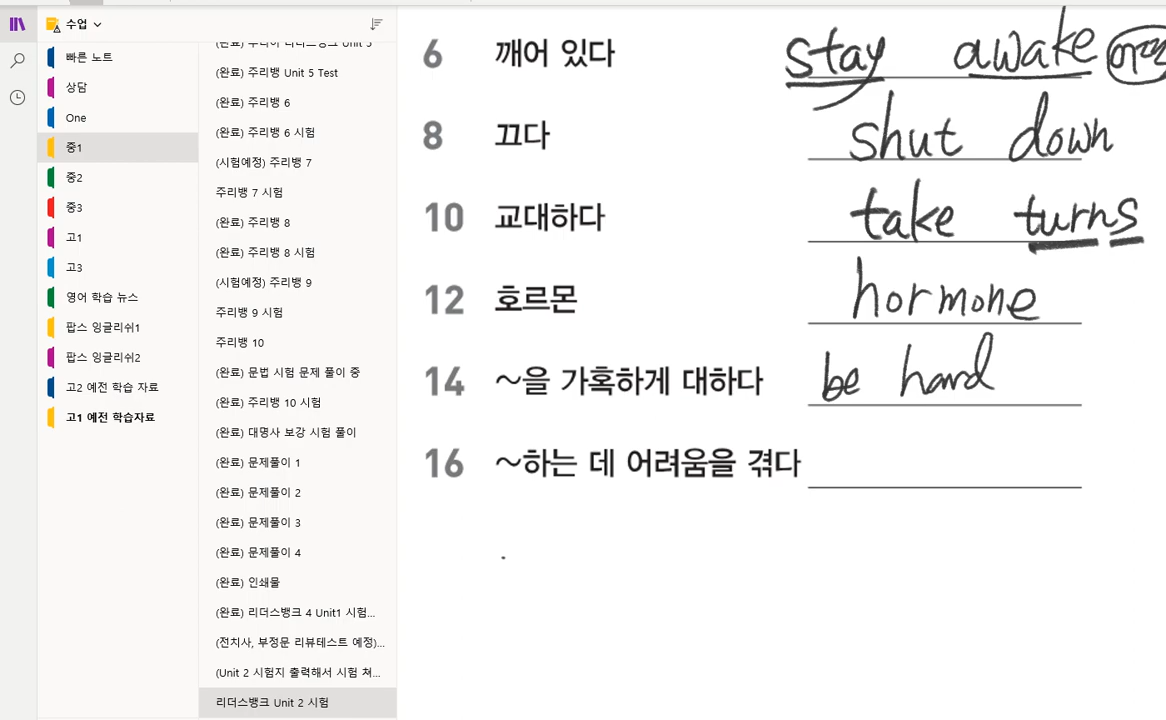 수업
빠른 노트
상담
One
중1
중2
중3
고1
고3
영어 학습 뉴스
팝스 잉글리쉬1
팝스 잉글리쉬2
고2 예전 학습 자료
고1 예전 학습자료
(완료) 주리뱅 Unit 5 Test
(완료) 주리뱅 6
(완료) 주리뱅 6 시험
(시험예정) 주리뱅 7
주리뱅 7 시험
(완료) 주리뱅 8
(완료) 주리뱅 8 시험
(시험예정) 주리뱅 9
주리뱅 9 시험
주리뱅 10
(완료) 문법 시험 문제 풀이 중
(완료) 주리뱅 10 시험
(완료) 대명사 보강 시험 풀이
(완료) 문제풀이 1
(완료) 문제풀이 2
(완료) 문제풀이 3
(완료) 문제풀이 4
(완료) 인쇄물
(완료) 리더스뱅크 4 Unit1 시험...
(전치사, 부정문 리뷰테스트 예정)...
(Unit 2 시험지 출력해서 시험 쳐...
리더스뱅크 Unit 2 시험
6 깨어 있다 stay awake
8 끄다 shut down
10 교대하다 take turns
12 호르몬 hormone
14 ~을 가혹하게 대하다 be hard
16 ~하는 데 어려움을 겪다